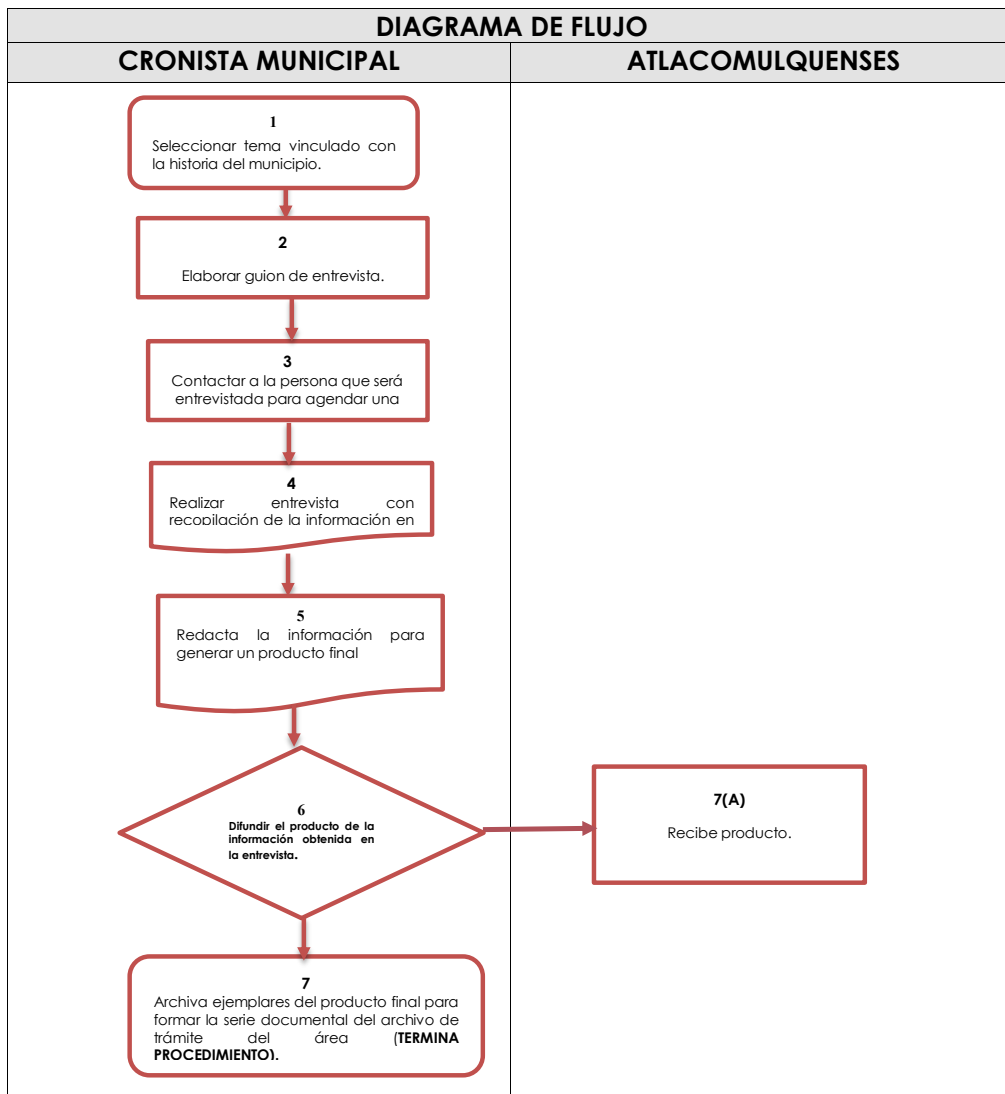 DIAGRAMA DE FLUJO
CRONISTA MUNICIPAL
ATLACOMULQUENSES
1
Seleccionar tema vinculado con
la historia del municipio.
2
Elaborar guion de entrevista.
3
Contactar a la persona que será
entrevistada para agendar una
4
Realizar entrevista con
recopilación de la información en
5
Redacta la información para
generar un producto final
6
Difundir el producto de la
información obtenida en
la entrevista.
7(A)
Recibe producto.
7
Archiva ejemplares del producto final para
formar la serie documental del archivo de
trámite del área (TERMINA
PROCEDIMIENTO).